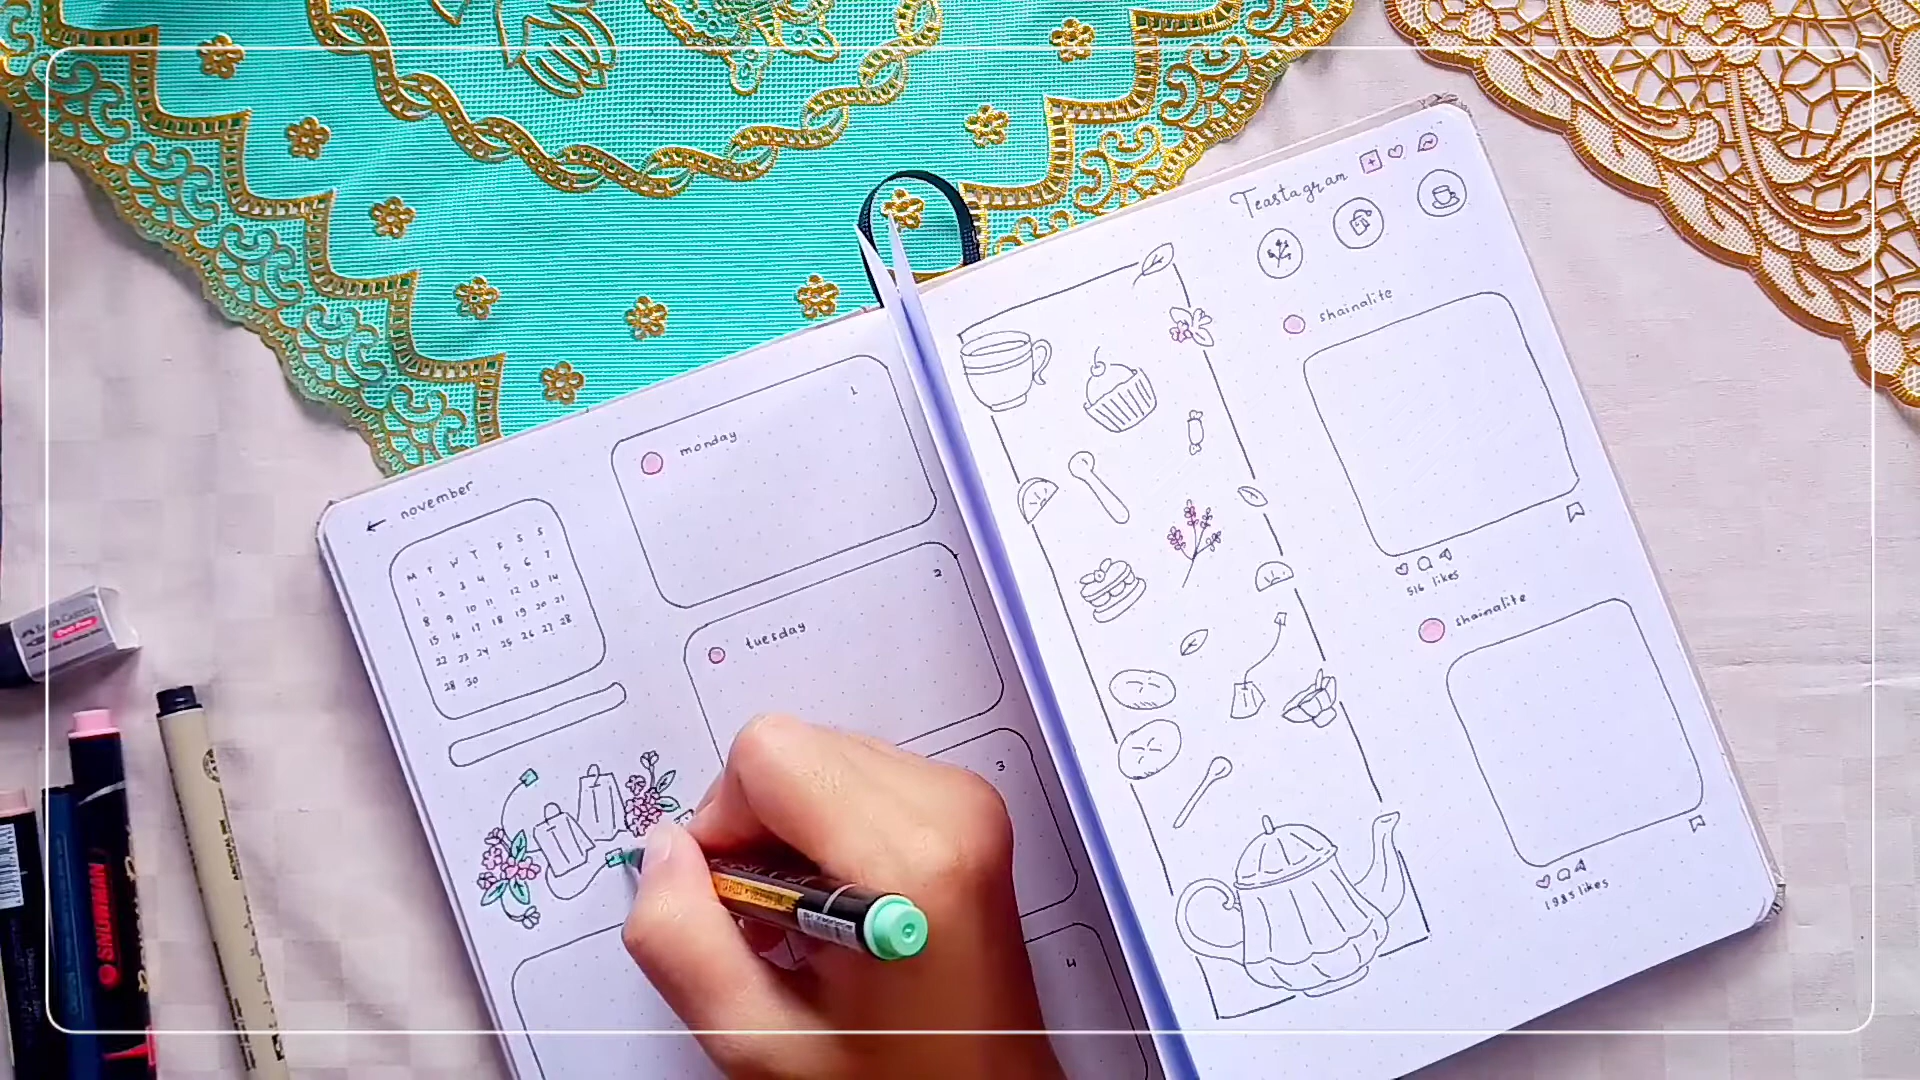 ← november
M T W T F S S
1 2 3 4 5 6 7
8 9 10 11 12 13 14
15 16 17 18 19 20 21
22 23 24 25 26 27 28
28 30
monday
1
tuesday
2
3
4
Teastagram
shainalite
516 likes
shainalite
1985 likes
SNOWMAN